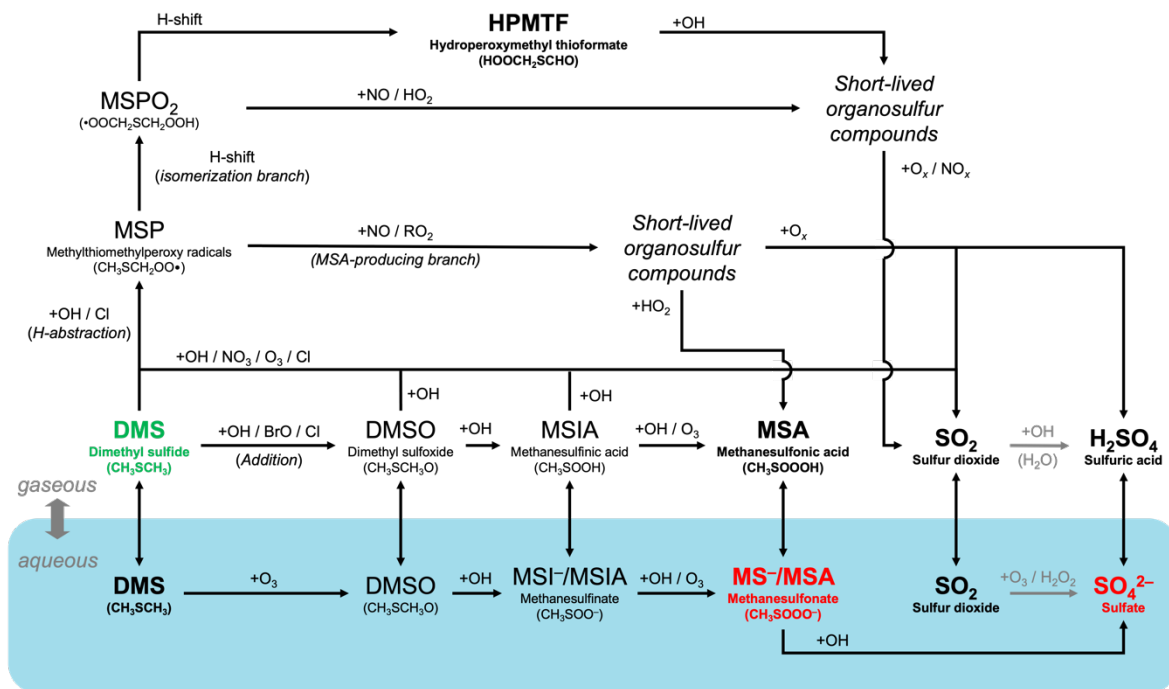 H-shift
HPMTF
Hydroperoxymethyl thioformate
(HOOCH₂SCHO)
+OH
MSPO₂
(•OOCH₂SCH₂OOH)
+NO / HO₂
Short-lived
organosulfur
compounds
H-shift
(isomerization branch)
+Oₓ / NOₓ
MSP
Methylthiomethylperoxy radicals
(CH₃SCH₂OO•)
+NO / RO₂
(MSA-producing branch)
Short-lived
organosulfur
compounds
+Oₓ
+HO₂
+OH / Cl
(H-abstraction)
+OH / NO₃ / O₃ / Cl
+OH
+OH
DMS
Dimethyl sulfide
(CH₃SCH₃)
+OH / BrO / Cl
(Addition)
DMSO
Dimethyl sulfoxide
(CH₃SCH₃O)
+OH
MSIA
Methanesulfinic acid
(CH₃SOOH)
+OH / O₃
MSA
Methanesulfonic acid
(CH₃SOOOH)
SO₂
Sulfur dioxide
+OH
(H₂O)
H₂SO₄
Sulfuric acid
gaseous
aqueous
DMS
(CH₃SCH₃)
+O₃
DMSO
(CH₃SCH₃O)
+OH
MSI⁻/MSIA
Methanesulfinate
(CH₃SOO⁻)
+OH / O₃
MS⁻/MSA
Methanesulfonate
(CH₃SOOO⁻)
SO₂
Sulfur dioxide
+O₃ / H₂O₂
SO₄²⁻
Sulfate
+OH